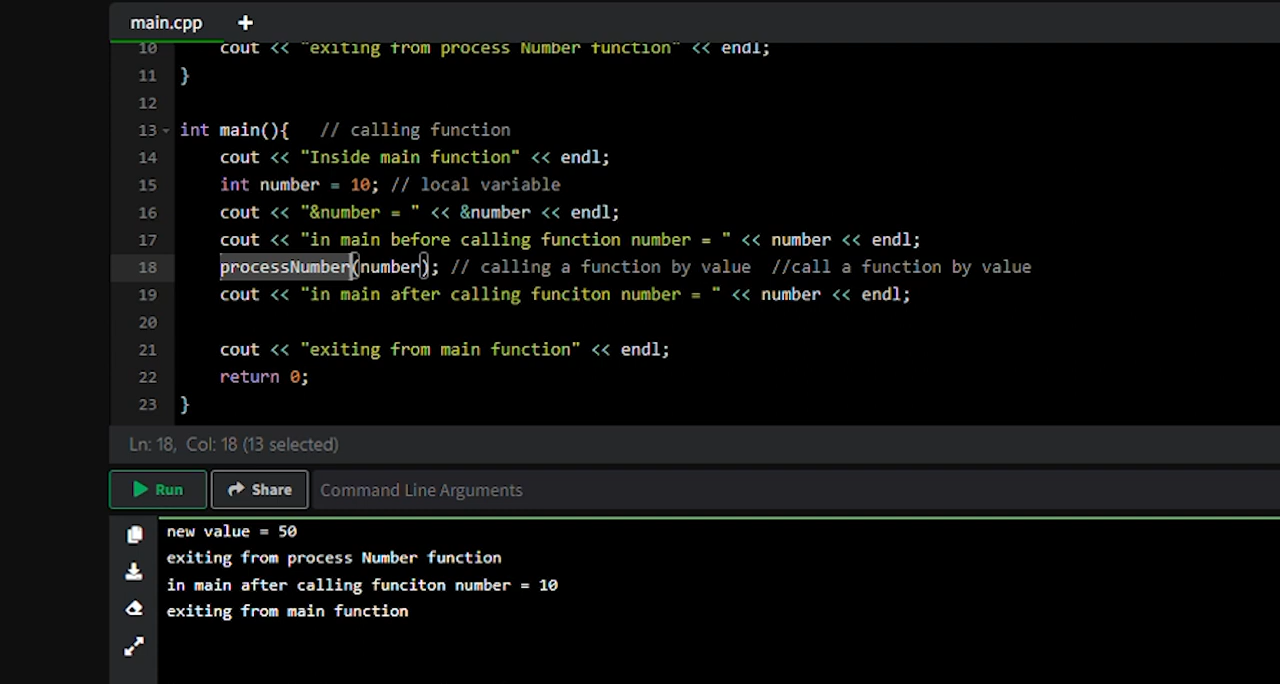 main.cpp +
10 cout << "exiting from process Number function" << endl;
11 }
12
13 int main(){ // calling function
14 cout << "Inside main function" << endl;
15 int number = 10; // local variable
16 cout << "&number = " << &number << endl;
17 cout << "in main before calling function number = " << number << endl;
18 processNumber(number); // calling a function by value //call a function by value
19 cout << "in main after calling funciton number = " << number << endl;
20
21 cout << "exiting from main function" << endl;
22 return 0;
23 }
Ln: 18, Col: 18 (13 selected)
Run Share Command Line Arguments
new value = 50
exiting from process Number function
in main after calling funciton number = 10
exiting from main function